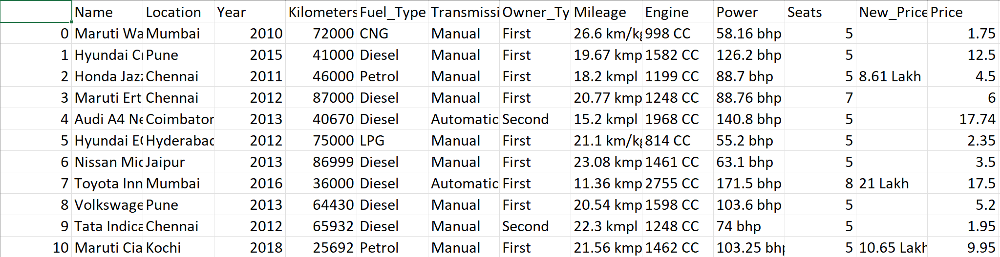 Name Location Year Kilometers Fuel_Type Transmissi Owner_Ty Mileage Engine Power Seats New_Price Price
0 Maruti Wa Mumbai 2010 72000 CNG Manual First 26.6 km/kg 998 CC 58.16 bhp 5 1.75
1 Hyundai Cr Pune 2015 41000 Diesel Manual First 19.67 kmp 1582 CC 126.2 bhp 5 12.5
2 Honda Jazz Chennai 2011 46000 Petrol Manual First 18.2 kmpl 1199 CC 88.7 bhp 5 8.61 Lakh 4.5
3 Maruti Ert Chennai 2012 87000 Diesel Manual First 20.77 kmp 1248 CC 88.76 bhp 7 6
4 Audi A4 Ne Coimbator 2013 40670 Diesel Automatic Second 15.2 kmpl 1968 CC 140.8 bhp 5 17.74
5 Hyundai EO Hyderabad 2012 75000 LPG Manual First 21.1 km/kg 814 CC 55.2 bhp 5 2.35
6 Nissan Mic Jaipur 2013 86999 Diesel Manual First 23.08 kmp 1461 CC 63.1 bhp 5 3.5
7 Toyota Inn Mumbai 2016 36000 Diesel Automatic First 11.36 kmp 2755 CC 171.5 bhp 8 21 Lakh 17.5
8 Volkswage Pune 2013 64430 Diesel Manual First 20.54 kmp 1598 CC 103.6 bhp 5 5.2
9 Tata Indica Chennai 2012 65932 Diesel Manual Second 22.3 kmpl 1248 CC 74 bhp 5 1.95
10 Maruti Cia Kochi 2018 25692 Petrol Manual First 21.56 kmp 1462 CC 103.25 bhp 5 10.65 Lakh 9.95